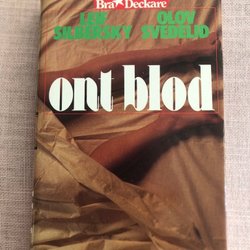 Bra Deckare
LEIF OLOV
SILBERSKY SVEDELID
ont blod